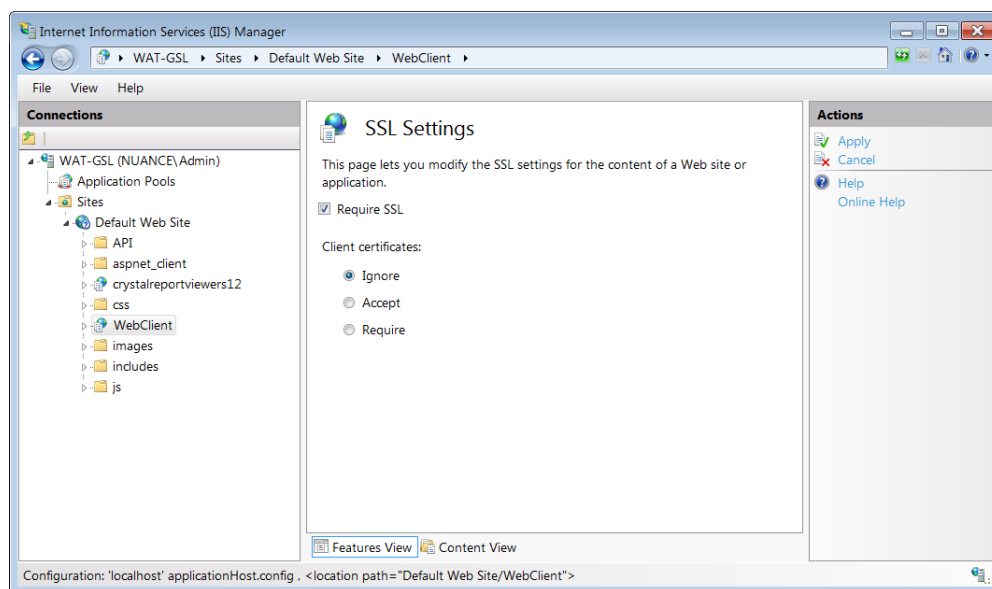 Internet Information Services (IIS) Manager
WAT-GSL Sites Default Web Site WebClient
File View Help
Connections
WAT-GSL (NUANCE\Admin)
Application Pools
Sites
Default Web Site
API
aspnet_client
crystalreportviewers12
css
WebClient
images
includes
js
SSL Settings
This page lets you modify the SSL settings for the content of a Web site or
application.
Require SSL
Client certificates:
Ignore
Accept
Require
Features View Content View
Actions
Apply
Cancel
Help
Online Help
Configuration: 'localhost' applicationHost.config , <location path="Default Web Site/WebClient">